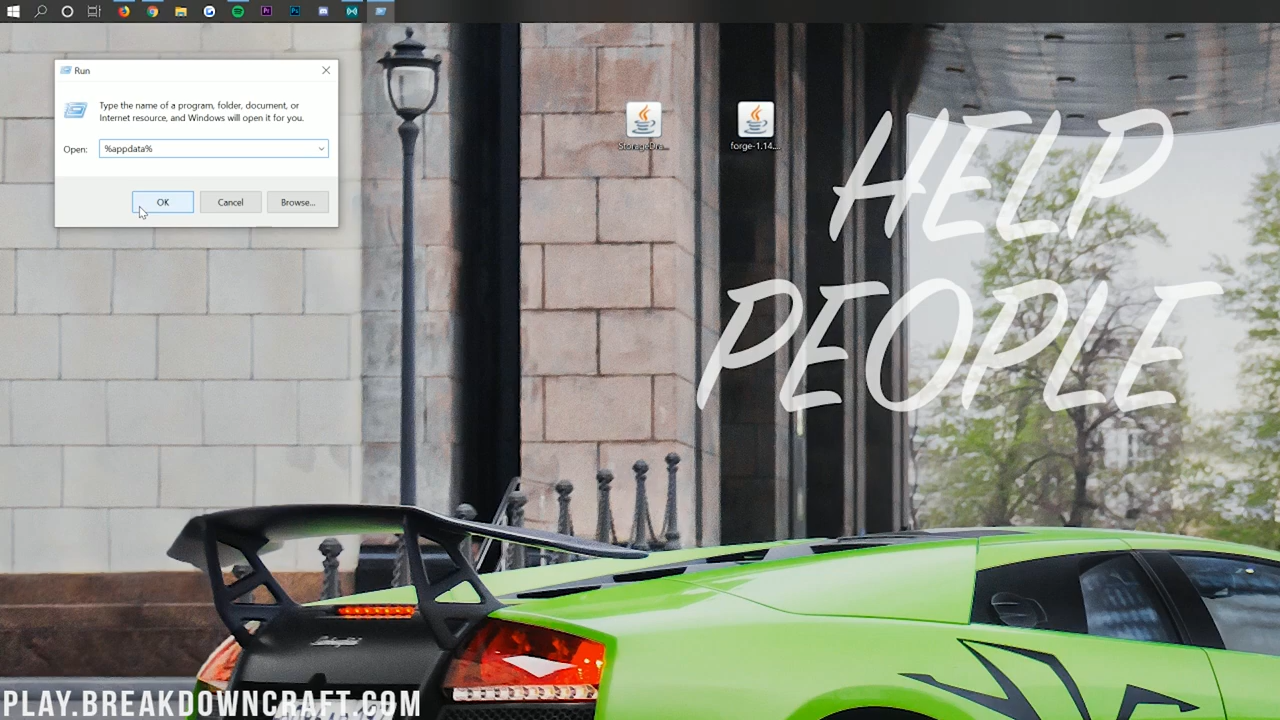 Run
Type the name of a program, folder, document, or
Internet resource, and Windows will open it for you.
Open: %appdata%
OK Cancel Browse...
StorageDra... forge-1.14....
HELP
PEOPLE
Lamborghini
PLAY.BREAKDOWNCRAFT.COM